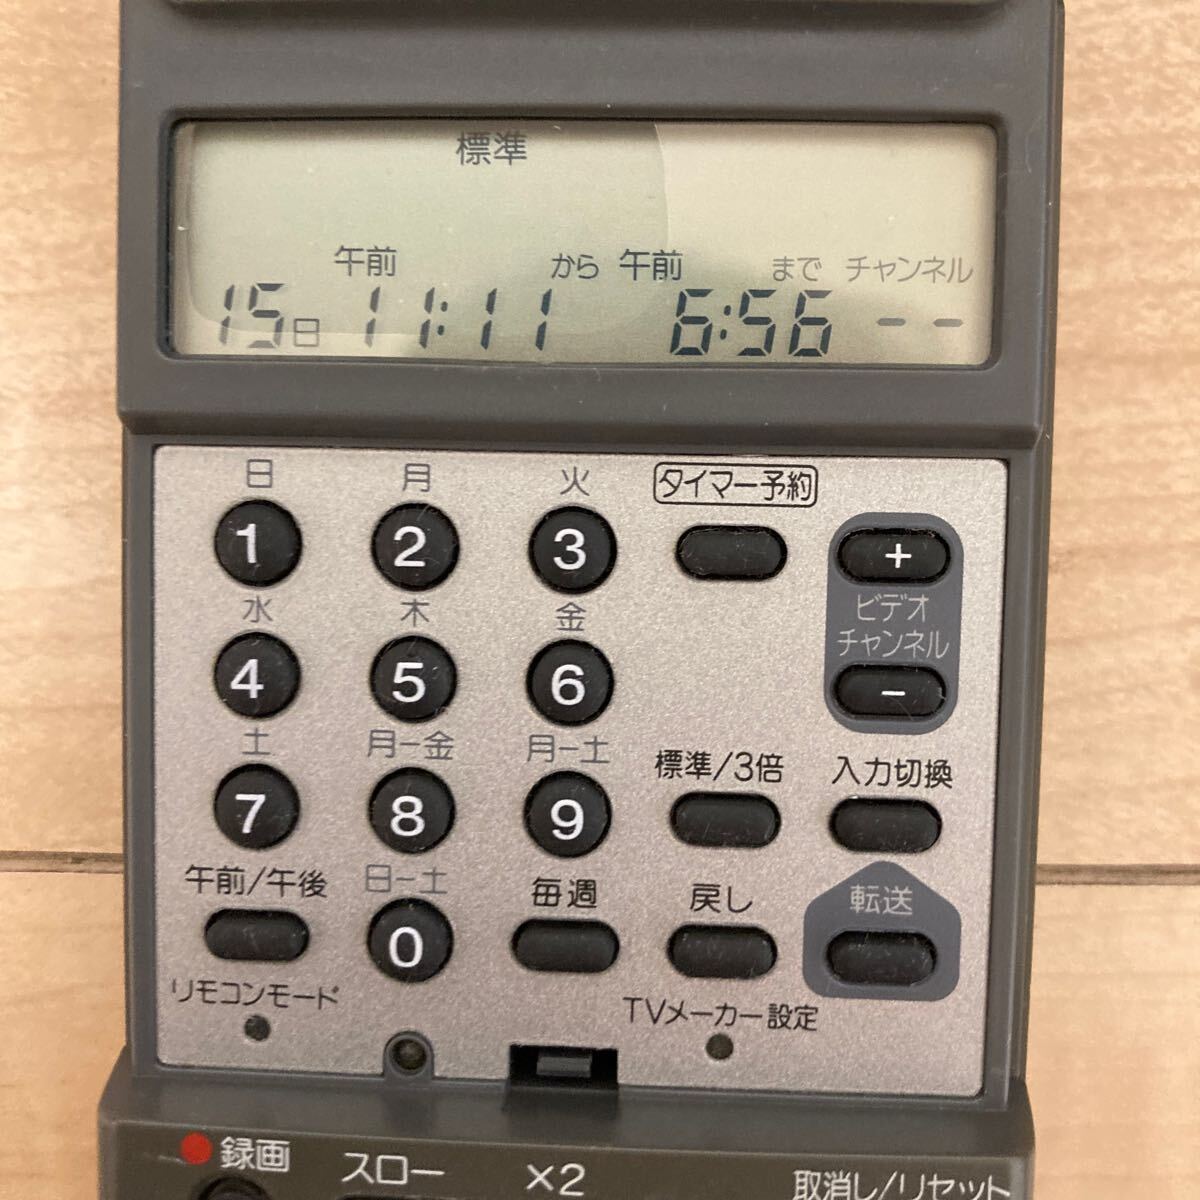 標準
午前 から 午前 まで チャンネル
15日 11:11 6:56 --
日 月 火 タイマー予約
1 2 3 +
ビデオ
チャンネル
水 木 金
4 5 6 -
土 月-金 月-土 標準/3倍 入力切換
7 8 9
午前/午後 日-土 毎週 戻し 転送
0
リモコンモード TVメーカー設定
録画 スロー ×2 取消し/リセット